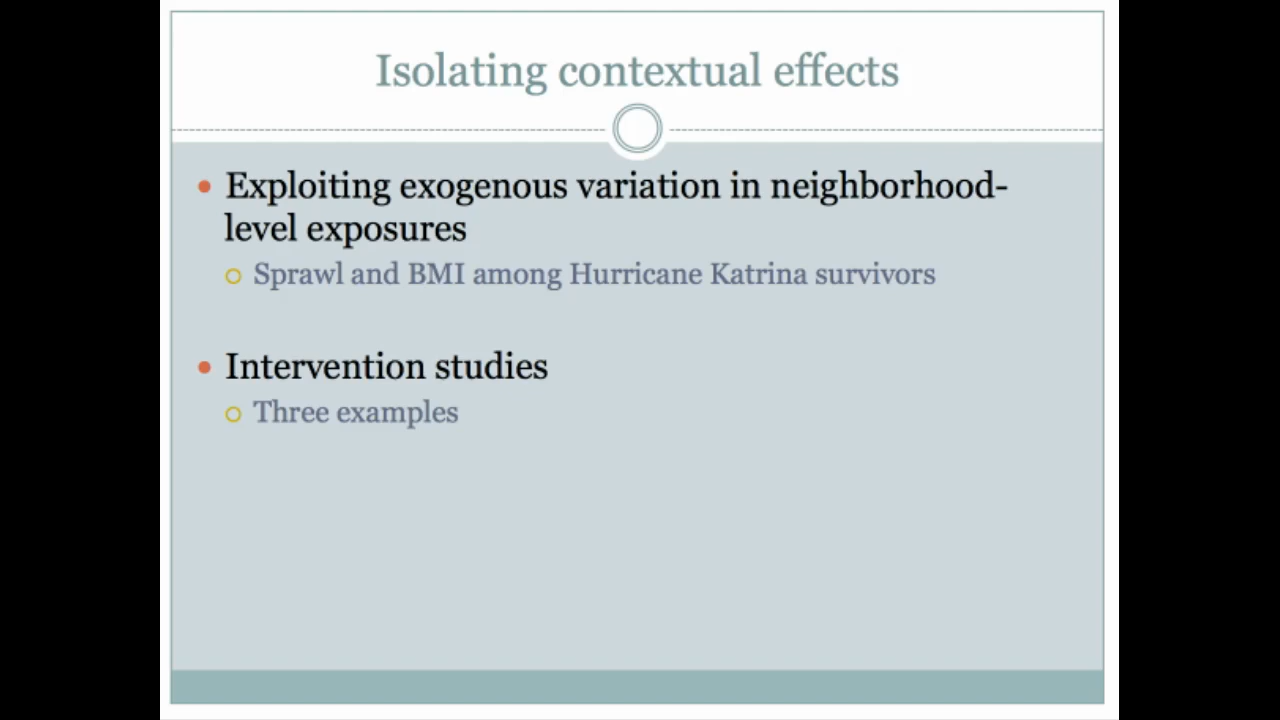 Isolating contextual effects
Exploiting exogenous variation in neighborhood-
level exposures
Sprawl and BMI among Hurricane Katrina survivors
Intervention studies
Three examples